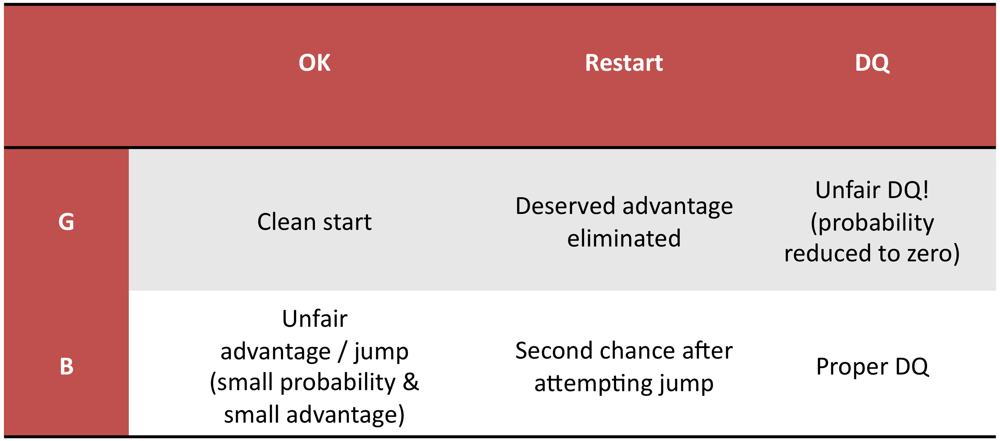 OK Restart DQ
G
Clean start
Deserved advantage
eliminated
Unfair DQ!
(probability
reduced to zero)
B
Unfair
advantage / jump
(small probability &
small advantage)
Second chance after
attempting jump
Proper DQ